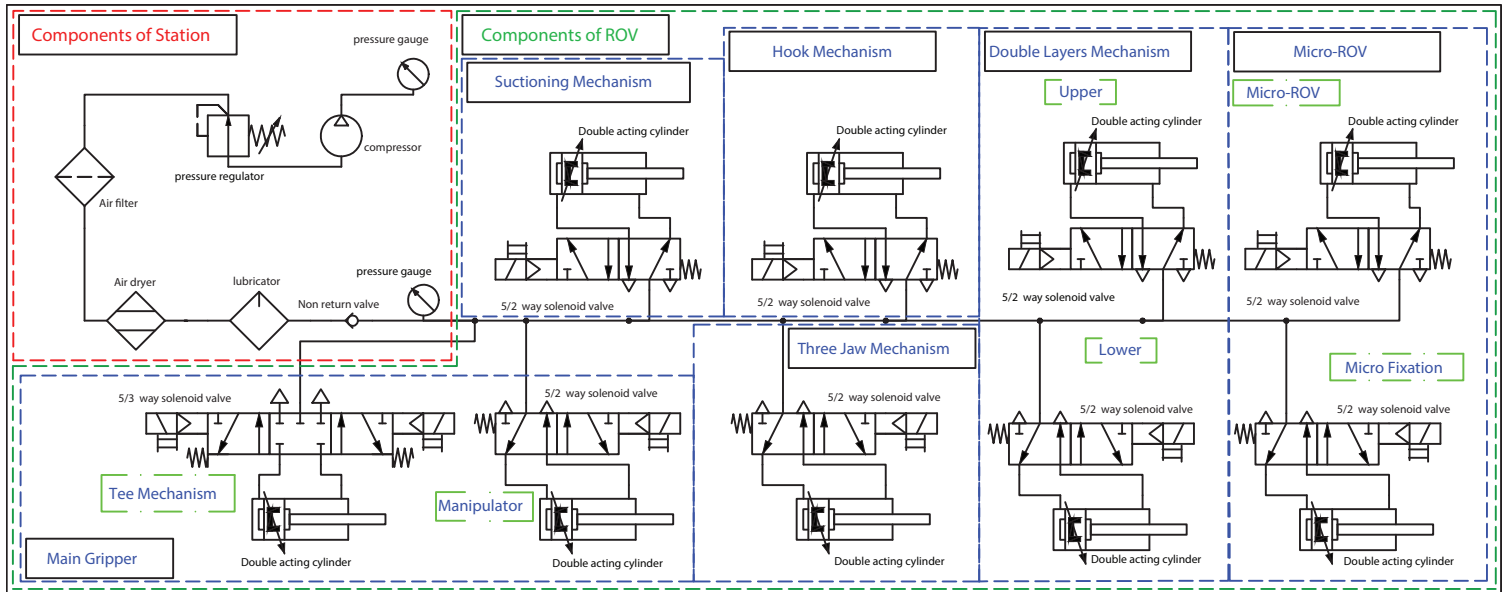 Components of Station
pressure gauge
compressor
pressure regulator
Air filter
Air dryer
lubricator
Non return valve
pressure gauge
Components of ROV
Suctioning Mechanism
Double acting cylinder
5/2 way solenoid valve
Hook Mechanism
Double acting cylinder
5/2 way solenoid valve
Double Layers Mechanism
Upper
Double acting cylinder
5/2 way solenoid valve
Micro-ROV
Micro-ROV
Double acting cylinder
5/2 way solenoid valve
5/3 way solenoid valve
Tee Mechanism
Double acting cylinder
Main Gripper
5/2 way solenoid valve
Manipulator
Double acting cylinder
Three Jaw Mechanism
5/2 way solenoid valve
Double acting cylinder
Lower
5/2 way solenoid valve
Double acting cylinder
Micro Fixation
5/2 way solenoid valve
Double acting cylinder